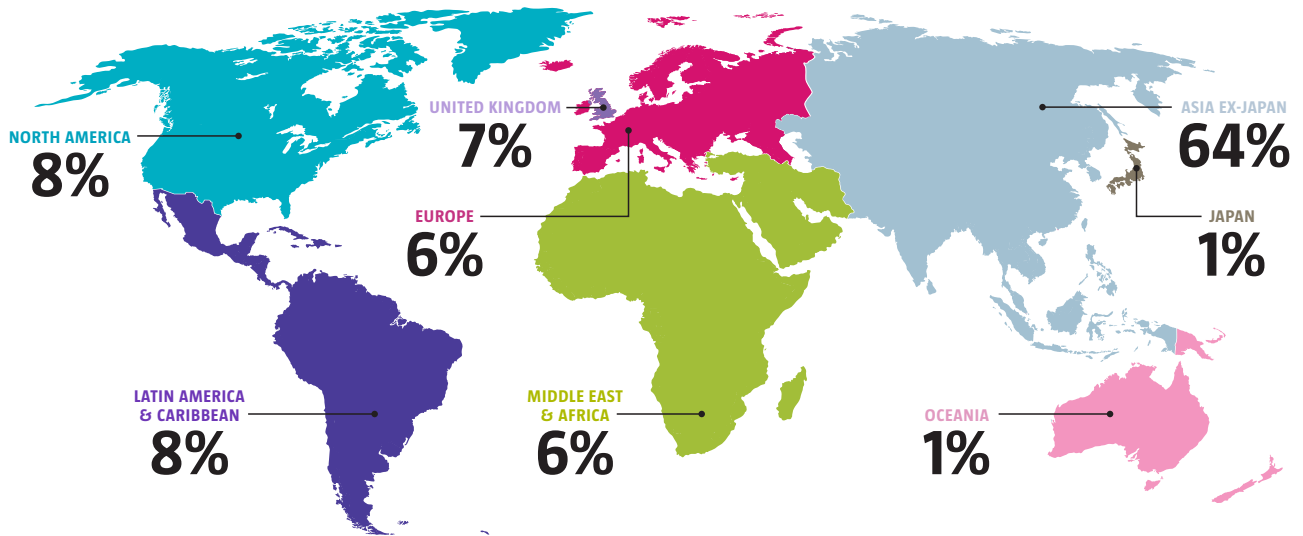 NORTH AMERICA
8%
UNITED KINGDOM
7%
EUROPE
6%
ASIA EX-JAPAN
64%
JAPAN
1%
LATIN AMERICA
& CARIBBEAN
8%
MIDDLE EAST
& AFRICA
6%
OCEANIA
1%